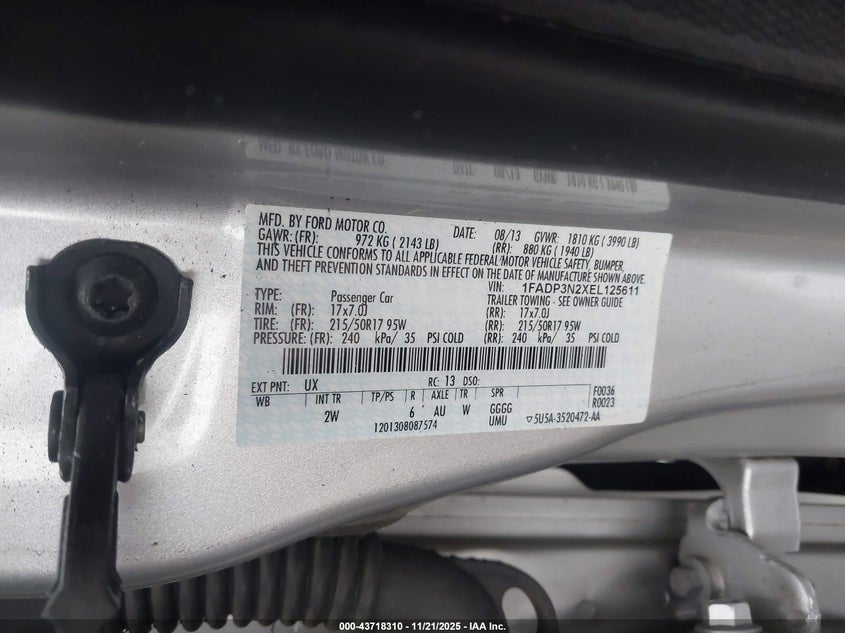 MFD. BY FORD MOTOR CO. DATE: 08/13 GVWR: 1810 KG ( 3990 LB)
GAWR: (FR): 972 KG ( 2143 LB) (RR): 880 KG ( 1940 LB)
THIS VEHICLE CONFORMS TO ALL APPLICABLE FEDERAL MOTOR VEHICLE SAFETY, BUMPER,
AND THEFT PREVENTION STANDARDS IN EFFECT ON THE DATE OF MANUFACTURE SHOWN ABOVE.
VIN: 1FADP3N2XEL125611
TYPE: Passenger Car TRAILER TOWING - SEE OWNER GUIDE
RIM: (FR): 17x7.0J (RR): 17x7.0J
TIRE: (FR): 215/50R17 95W (RR): 215/50R17 95W
PRESSURE: (FR): 240 kPa/ 35 PSI COLD (RR): 240 kPa/ 35 PSI COLD
EXT PNT: UX RC: 13 DSO: F0036
WB INT TR TP/PS R AXLE TR SPR R0023
2W 6 AU W GGGG
1201308087574 UMU ▽5U5A-3520472-AA
000-43718310 - 11/21/2025 - IAA Inc.